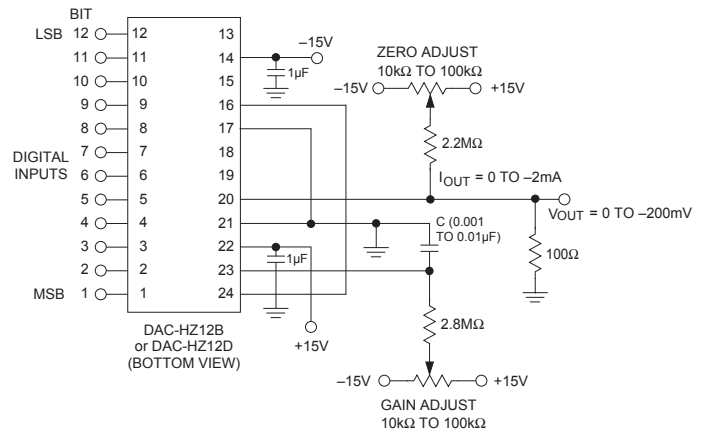 BIT
LSB 12 12 13
11 11 14 –15V
1µF
10 10 15
9 9 16
8 8 17
7 7 18
DIGITAL
INPUTS
6 6 19
5 5 20
4 4 21
3 3 22
1µF
2 2 23
MSB 1 1 24
+15V
DAC-HZ12B
or DAC-HZ12D
(BOTTOM VIEW)
ZERO ADJUST
10kΩ TO 100kΩ
–15V +15V
2.2MΩ
IOUT = 0 TO –2mA
VOUT = 0 TO –200mV
C (0.001
TO 0.01µF)
100Ω
2.8MΩ
–15V +15V
GAIN ADJUST
10kΩ TO 100kΩ